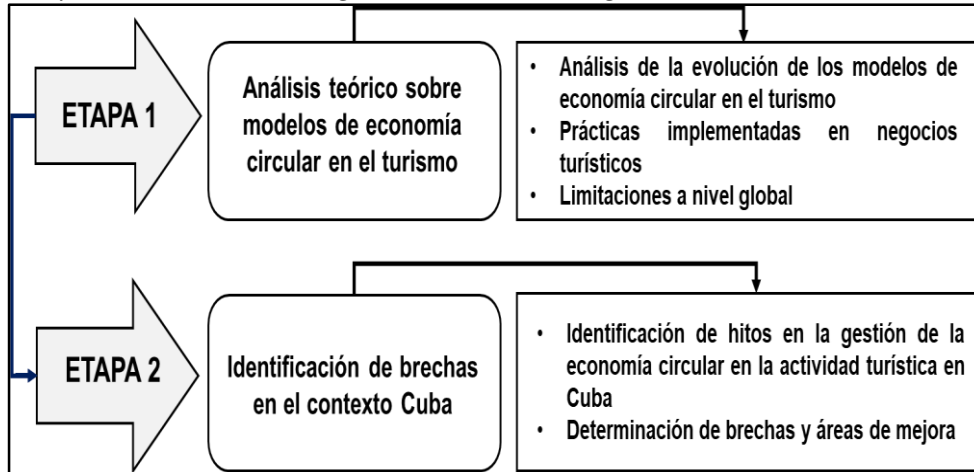 ETAPA 1
Análisis teórico sobre
modelos de economía
circular en el turismo
• Análisis de la evolución de los modelos de
economía circular en el turismo
• Prácticas implementadas en negocios
turísticos
• Limitaciones a nivel global
ETAPA 2
Identificación de brechas
en el contexto Cuba
• Identificación de hitos en la gestión de la
economía circular en la actividad turística en
Cuba
• Determinación de brechas y áreas de mejora